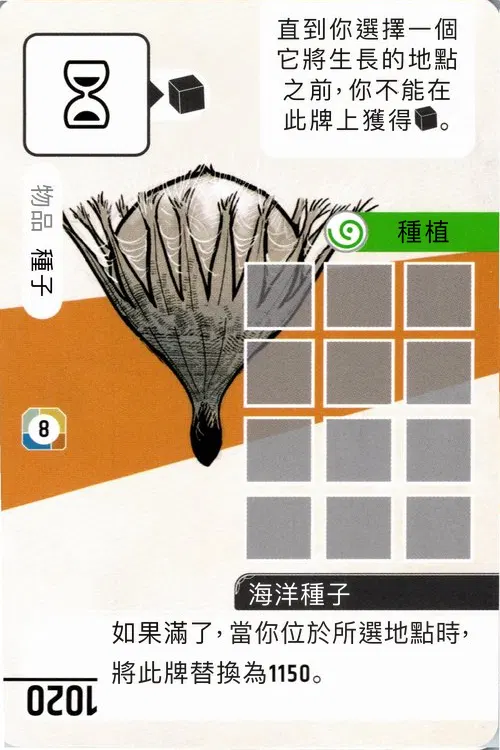 直到你選擇一個
它將生長的地點
之前,你不能在
此牌上獲得。
物品 種子
種植
8
海洋種子
如果滿了,當你位於所選地點時,
將此牌替換為1150。
1020